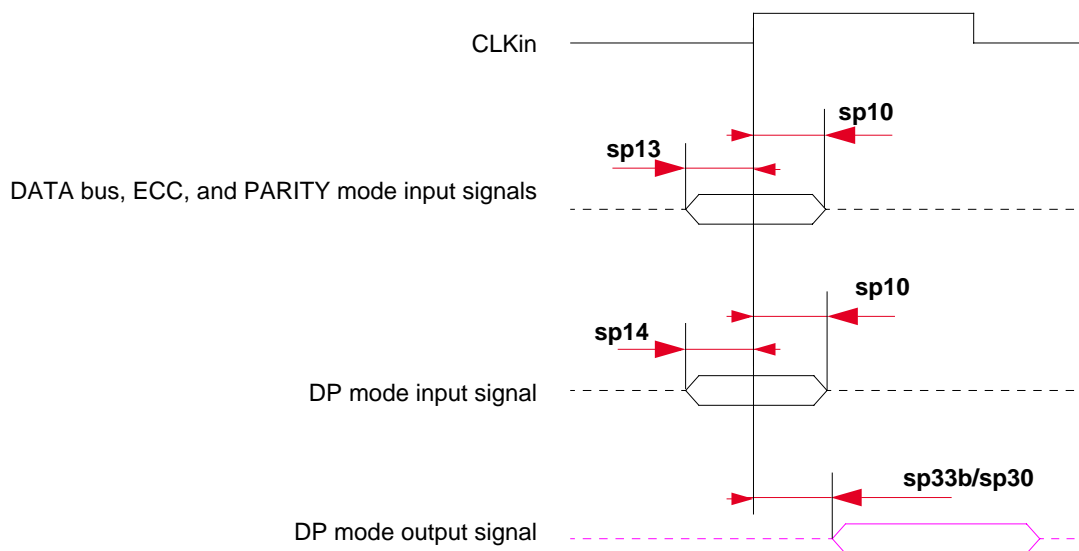 CLKin
sp10
sp13
DATA bus, ECC, and PARITY mode input signals
sp10
sp14
DP mode input signal
sp33b/sp30
DP mode output signal